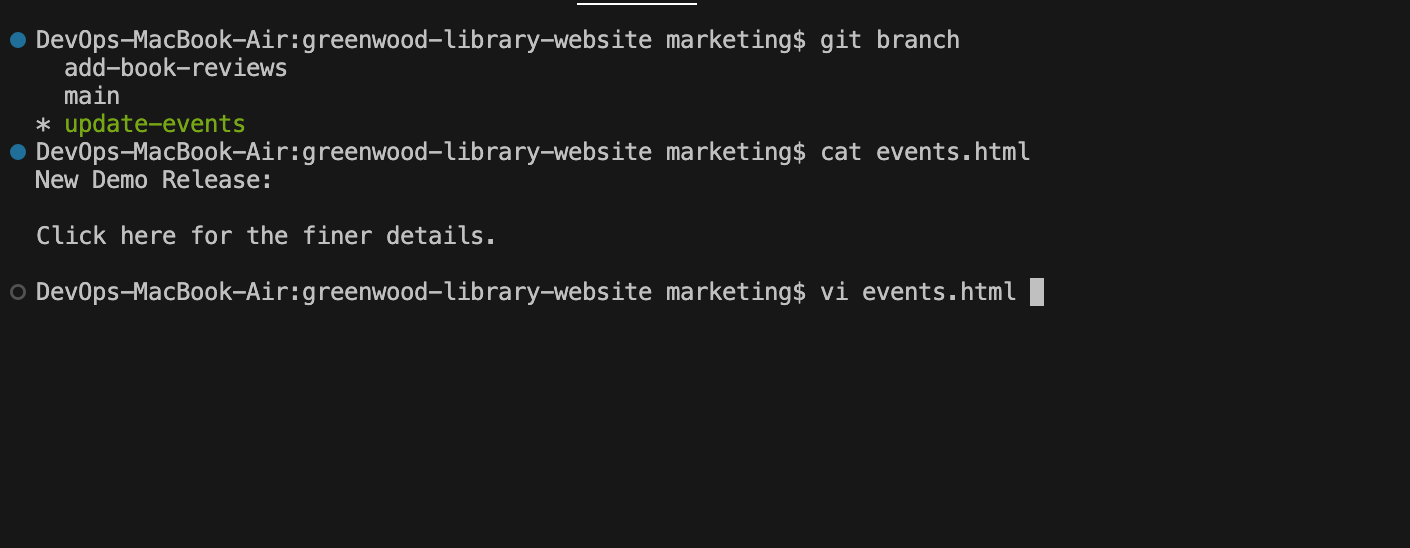 DevOps-MacBook-Air:greenwood-library-website marketing$ git branch
  add-book-reviews
  main
* update-events
DevOps-MacBook-Air:greenwood-library-website marketing$ cat events.html
New Demo Release:
Click here for the finer details.
DevOps-MacBook-Air:greenwood-library-website marketing$ vi events.html